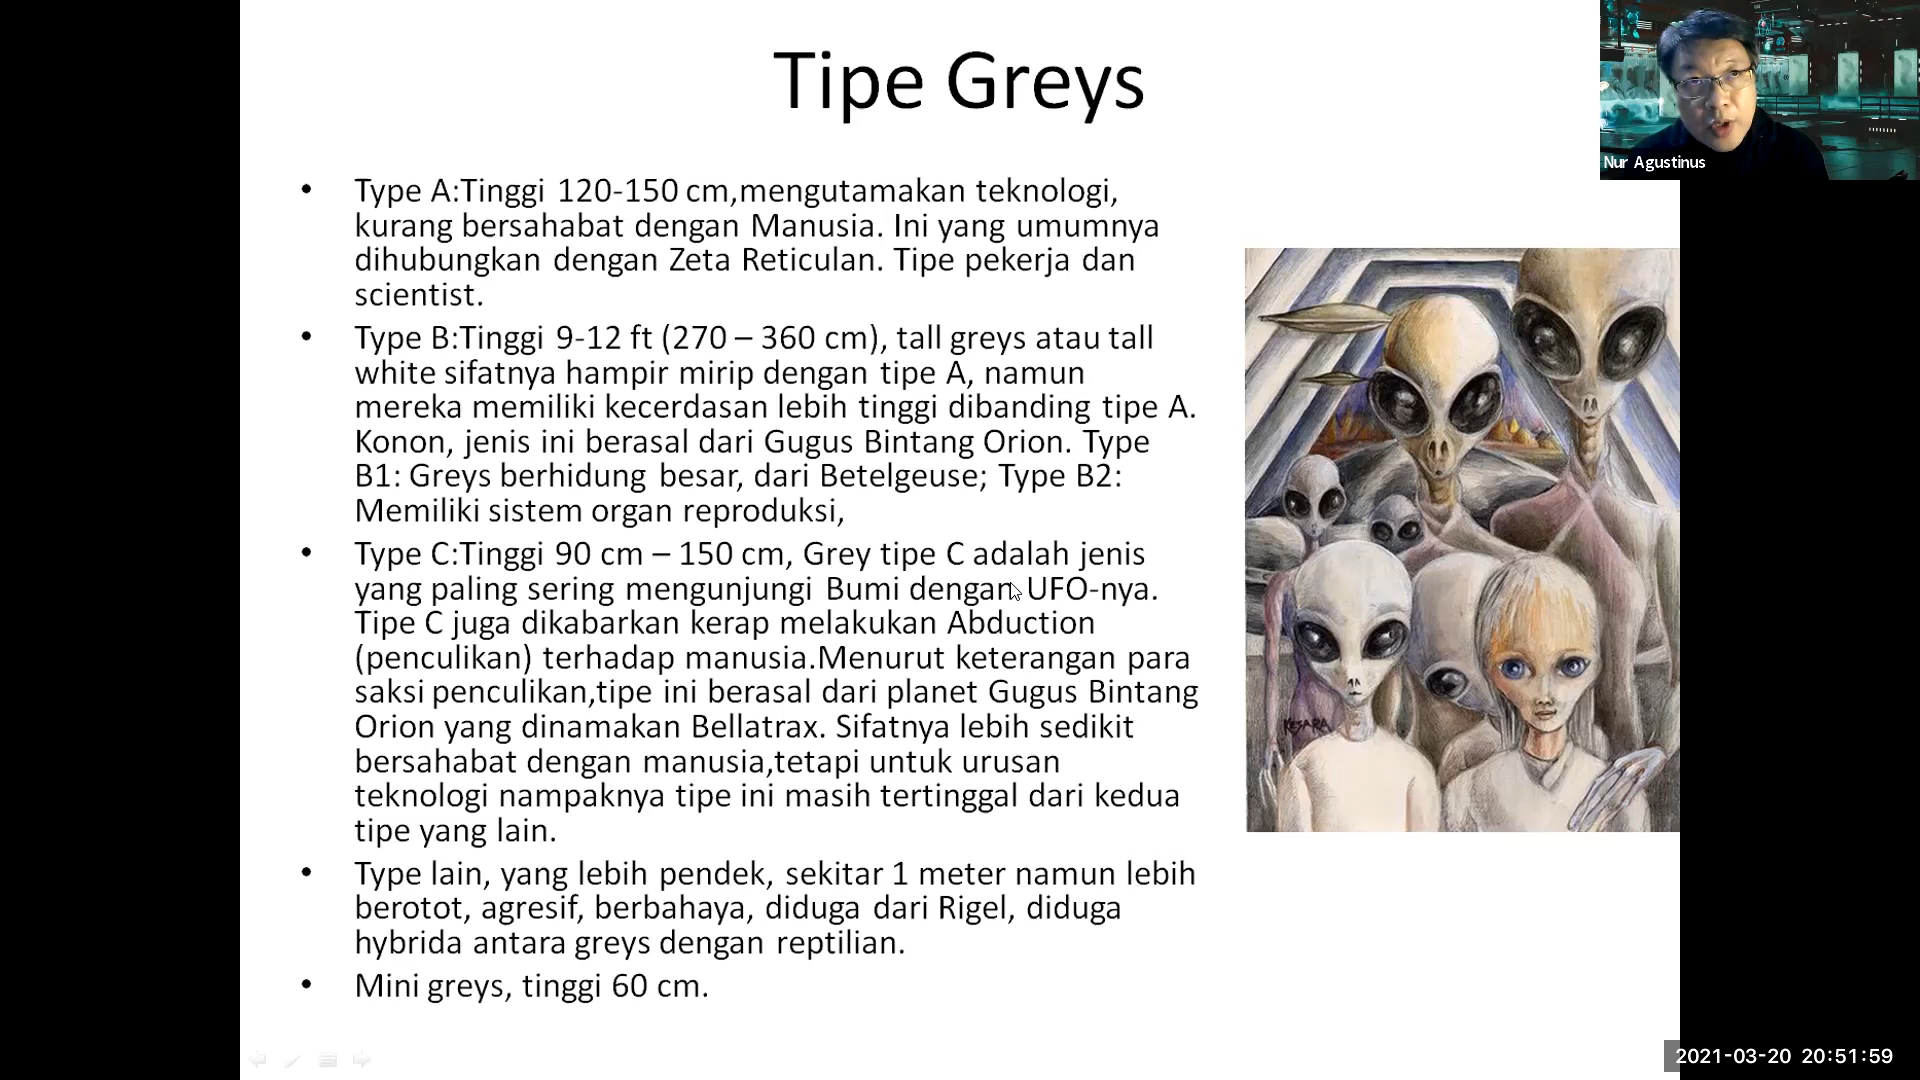 Tipe Greys
Nur Agustinus
• Type A:Tinggi 120-150 cm,mengutamakan teknologi,
kurang bersahabat dengan Manusia. Ini yang umumnya
dihubungkan dengan Zeta Reticulan. Tipe pekerja dan
scientist.
• Type B:Tinggi 9-12 ft (270 – 360 cm), tall greys atau tall
white sifatnya hampir mirip dengan tipe A, namun
mereka memiliki kecerdasan lebih tinggi dibanding tipe A.
Konon, jenis ini berasal dari Gugus Bintang Orion. Type
B1: Greys berhidung besar, dari Betelgeuse; Type B2:
Memiliki sistem organ reproduksi,
• Type C:Tinggi 90 cm – 150 cm, Grey tipe C adalah jenis
yang paling sering mengunjungi Bumi dengan UFO-nya.
Tipe C juga dikabarkan kerap melakukan Abduction
(penculikan) terhadap manusia.Menurut keterangan para
saksi penculikan,tipe ini berasal dari planet Gugus Bintang
Orion yang dinamakan Bellatrax. Sifatnya lebih sedikit
bersahabat dengan manusia,tetapi untuk urusan
teknologi nampaknya tipe ini masih tertinggal dari kedua
tipe yang lain.
• Type lain, yang lebih pendek, sekitar 1 meter namun lebih
berotot, agresif, berbahaya, diduga dari Rigel, diduga
hybrida antara greys dengan reptilian.
• Mini greys, tinggi 60 cm.
KESARA
2021-03-20 20:51:59